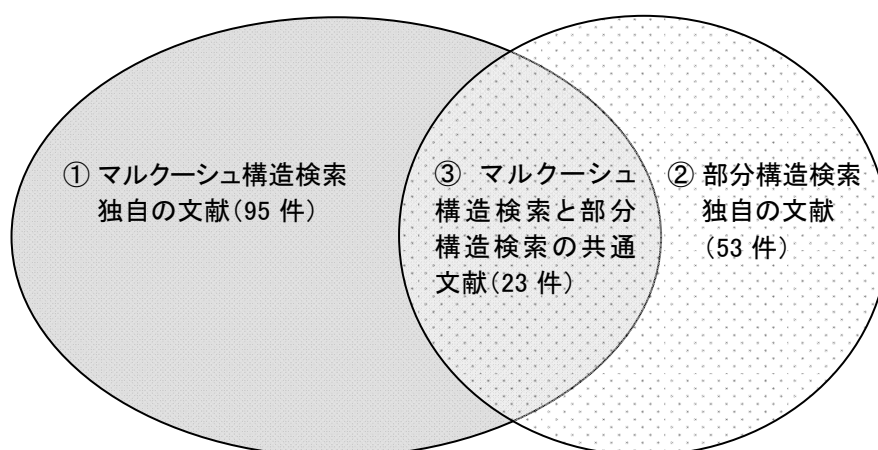 ① マルクーシュ構造検索
独自の文献(95 件)
③ マルクーシュ
構造検索と部分
構造検索の共通
文献(23 件)
② 部分構造検索
独自の文献
(53 件)